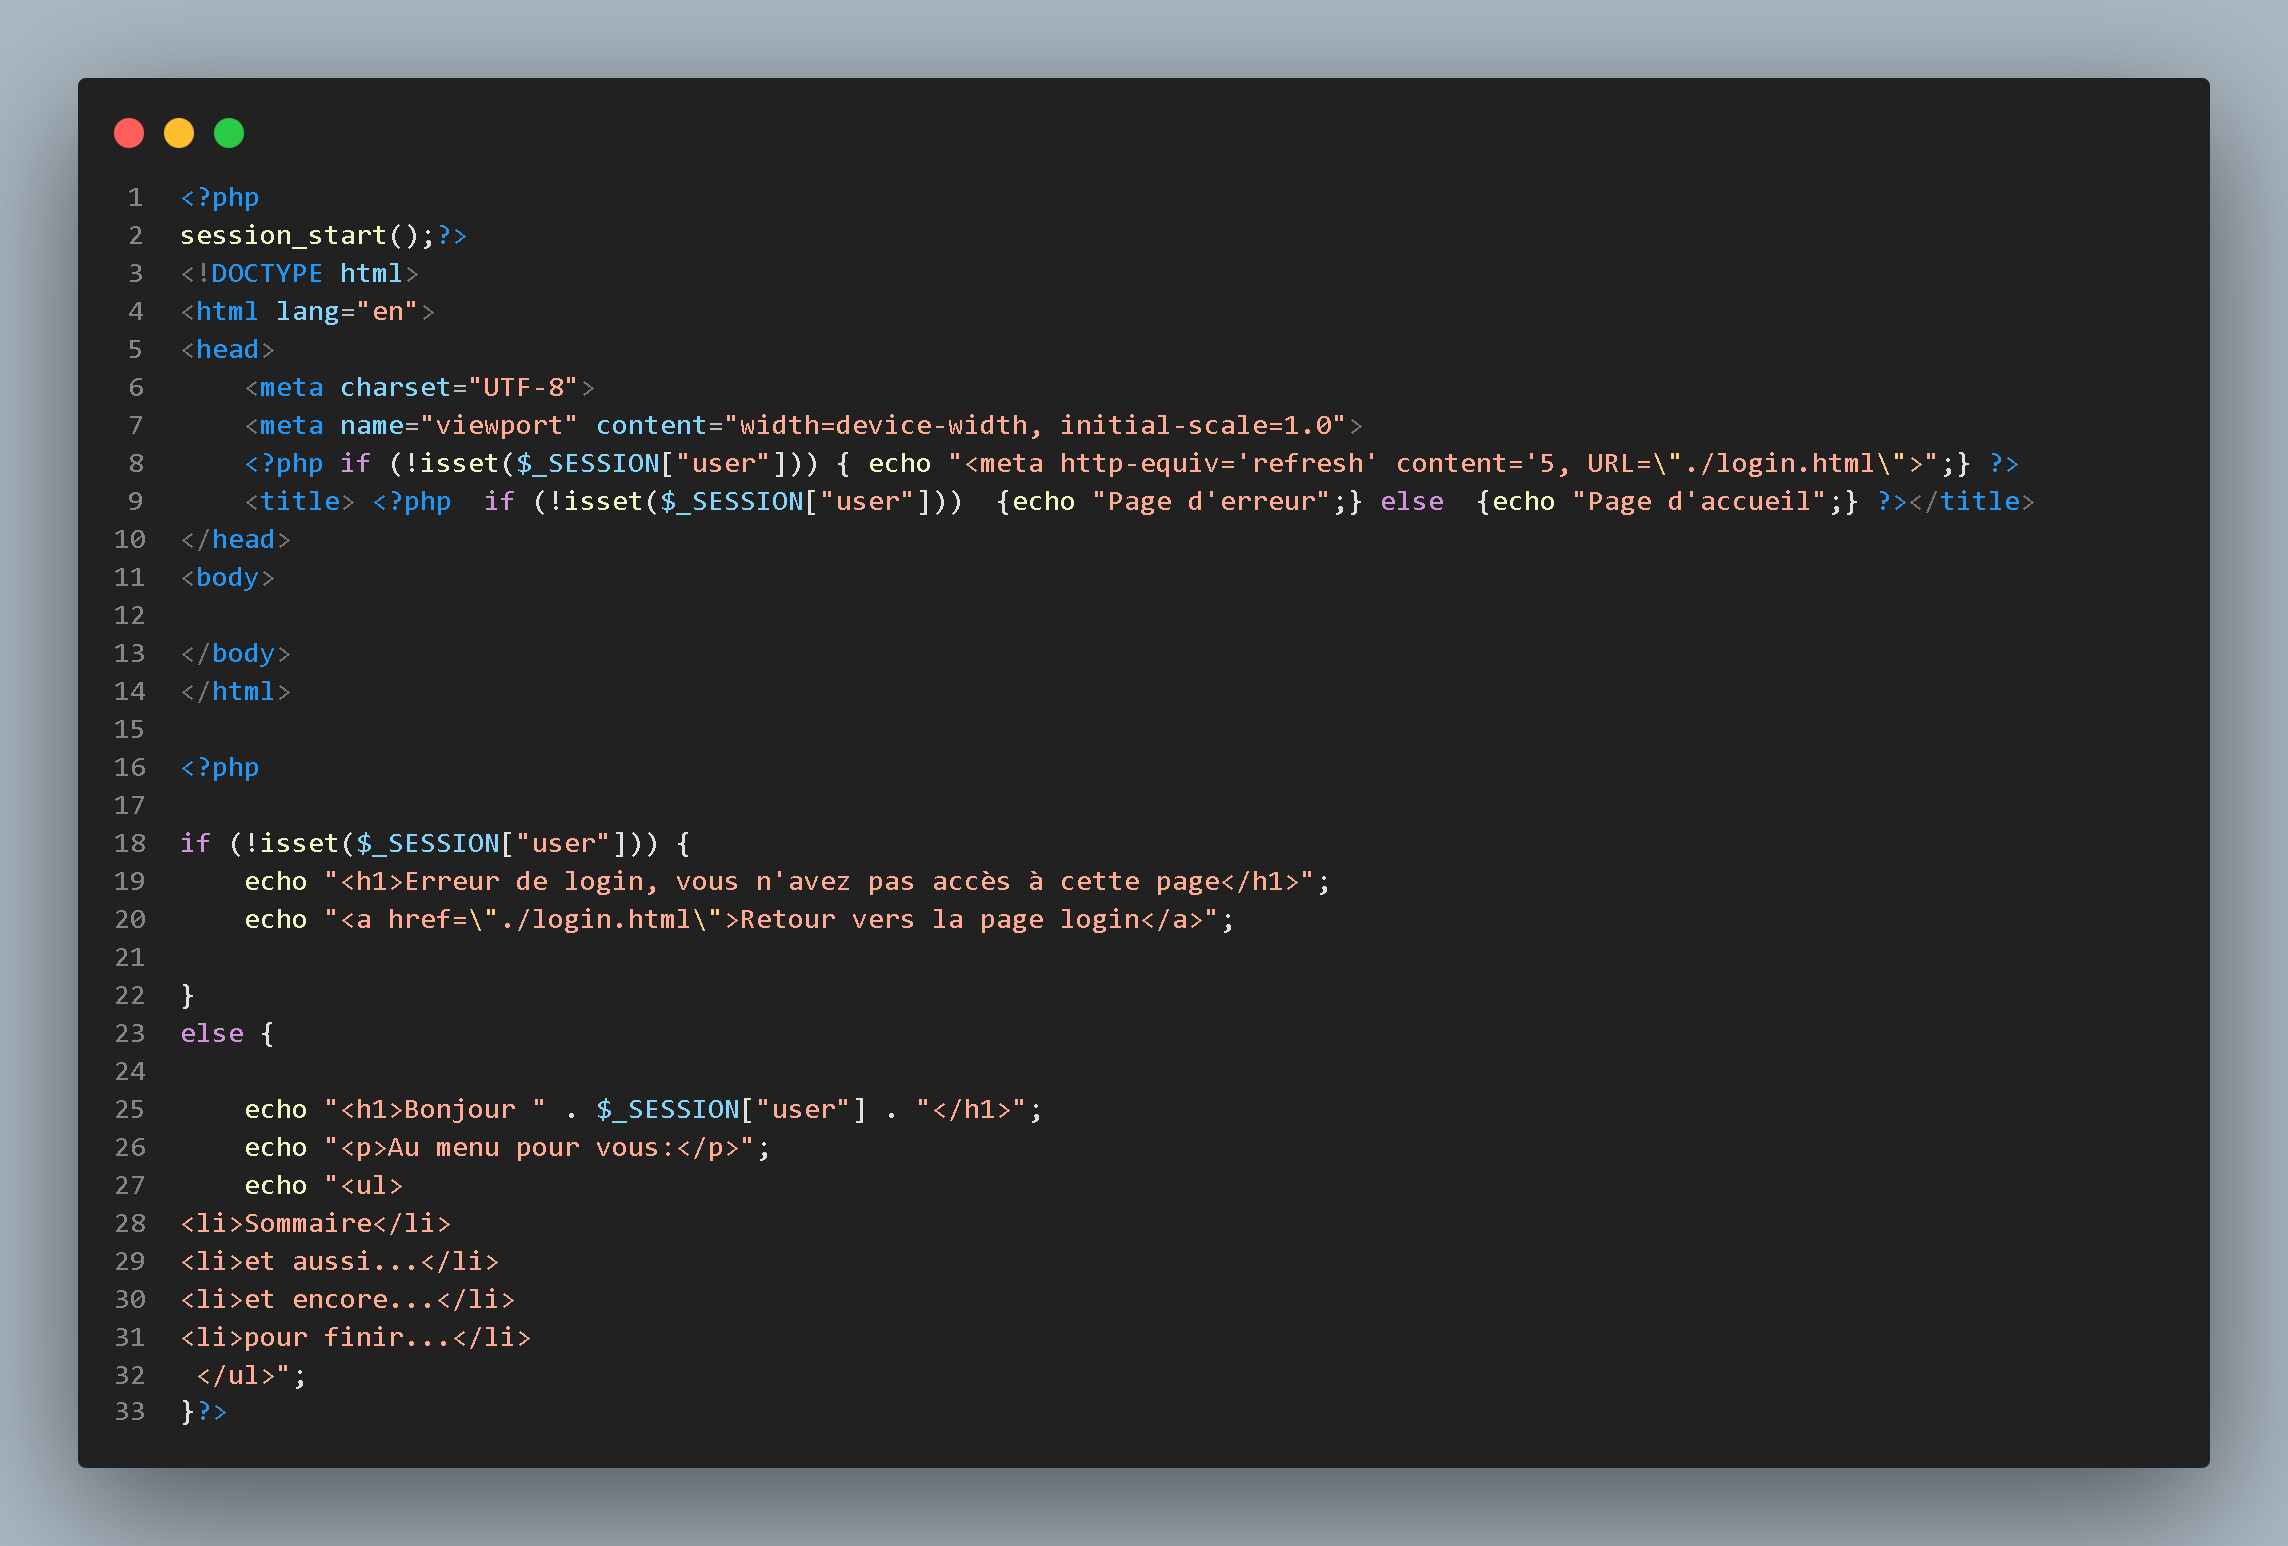 1 <?php
2 session_start();?>
3 <!DOCTYPE html>
4 <html lang="en">
5 <head>
6     <meta charset="UTF-8">
7     <meta name="viewport" content="width=device-width, initial-scale=1.0">
8     <?php if (!isset($_SESSION["user"])) { echo "<meta http-equiv='refresh' content='5, URL=\"./login.html\">";} ?>
9     <title> <?php  if (!isset($_SESSION["user"]))  {echo "Page d'erreur";} else  {echo "Page d'accueil";} ?></title>
10 </head>
11 <body>
12
13 </body>
14 </html>
15
16 <?php
17
18 if (!isset($_SESSION["user"])) {
19     echo "<h1>Erreur de login, vous n'avez pas accès à cette page</h1>";
20     echo "<a href=\"./login.html\">Retour vers la page login</a>";
21
22 }
23 else {
24
25     echo "<h1>Bonjour " . $_SESSION["user"] . "</h1>";
26     echo "<p>Au menu pour vous:</p>";
27     echo "<ul>
28 <li>Sommaire</li>
29 <li>et aussi...</li>
30 <li>et encore...</li>
31 <li>pour finir...</li>
32  </ul>";
33 }?>